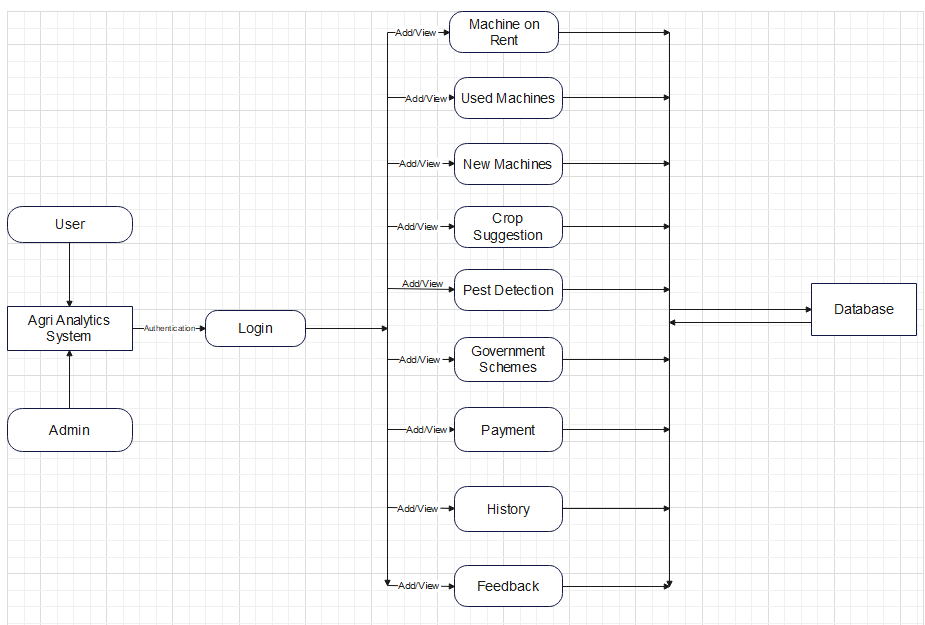 Add/View
Machine on
Rent
Add/View
Used Machines
Add/View
New Machines
User
Add/View
Crop
Suggestion
Add/View
Pest Detection
Database
Agri Analytics
System
Authentication
Login
Add/View
Government
Schemes
Admin
Add/View
Payment
Add/View
History
Add/View
Feedback